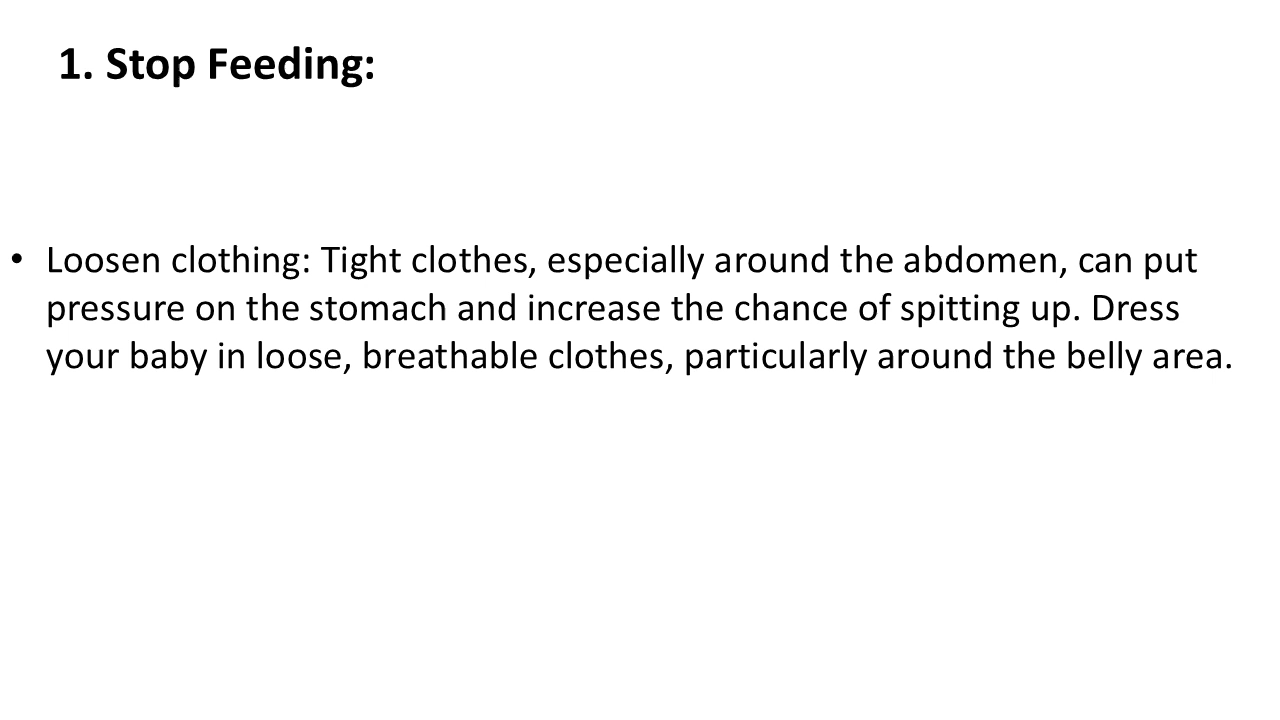 1. Stop Feeding:
• Loosen clothing: Tight clothes, especially around the abdomen, can put
pressure on the stomach and increase the chance of spitting up. Dress
your baby in loose, breathable clothes, particularly around the belly area.